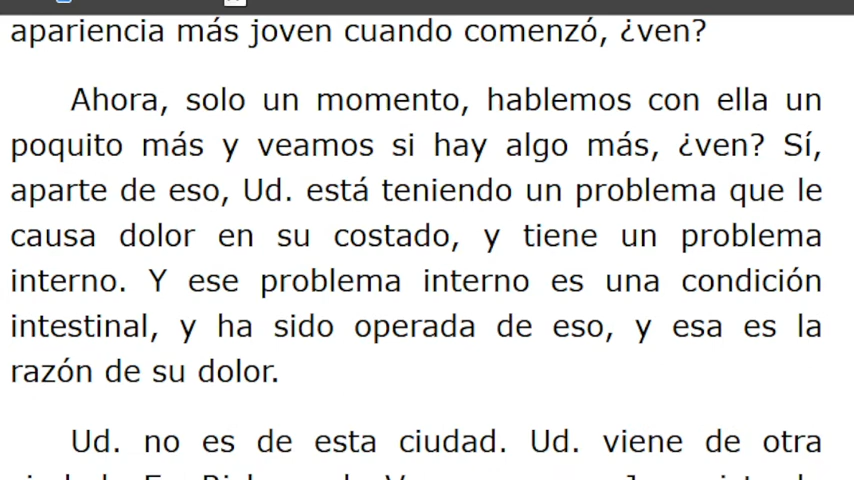 apariencia más joven cuando comenzó, ¿ven?
Ahora, solo un momento, hablemos con ella un
poquito más y veamos si hay algo más, ¿ven? Sí,
aparte de eso, Ud. está teniendo un problema que le
causa dolor en su costado, y tiene un problema
interno. Y ese problema interno es una condición
intestinal, y ha sido operada de eso, y esa es la
razón de su dolor.
Ud. no es de esta ciudad. Ud. viene de otra